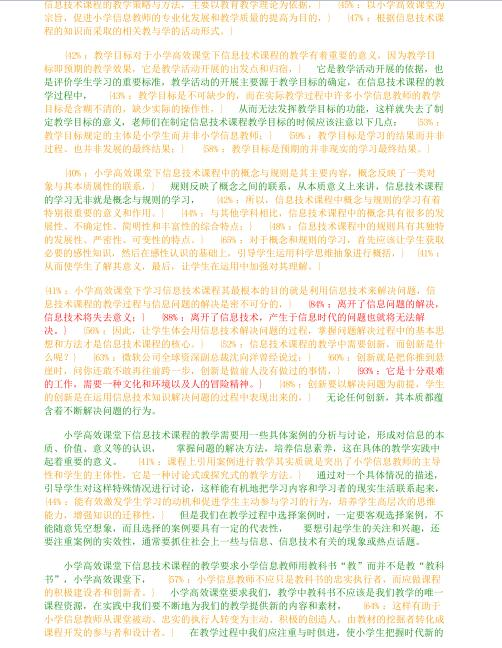 信息技术课程的教学策略与方法，主要以教育教学理论为依据。] [45%：以小学高效课堂为
宗旨，促进小学信息教师的专业化发展和教学质量的提高为目的，] [47%：根据信息技术课
程的知识而采取的相关教与学的活动形式。]
[42%：教学目标对于小学高效课堂下信息技术课程的教学有着重要的意义。因为教学目
标即预期的教学效果，它是教学活动开展的出发点和归宿，] 它是教学活动开展的依据，也
是评价学生学习的重要标准，教学活动的开展主要源于教学目标的确定，在信息技术课程的教
学过程中， [43%：教学目标是不可缺少的，而在实际教学过程中许多小学信息教师的教学
目标是含糊不清的，缺少实际的操作性。] 从而无法发挥教学目标的功能，这样就失去了制
定教学目标的意义，老师们在制定信息技术课程教学目标的时候应该注意以下几点： [53%：
教学目标规定的主体是小学生而并非小学信息教师；] [59%：教学目标是学习的结果而并非
过程、也并非发展的最终结果；] [58%：教学目标是预期的并非现实的学习最终结果。]
[40%：小学高效课堂下信息技术课程中的概念与规则是其主要内容，概念反映了一类对
象与其本质属性的联系，] 规则反映了概念之间的联系，从本质意义上来讲，信息技术课程
的学习无非就是概念与规则的学习， [42%：所以，信息技术课程中概念与规则的学习有着
特别很重要的意义和作用。] [44%：与其他学科相比，信息技术课程中的概念具有很多的发
展性、不确定性、简明性和丰富性的综合特点；] [48%：信息技术课程中的规则具有其独特
的发展性、严密性、可变性的特点。] [65%：对于概念和规则的学习，首先应该让学生获取
必要的感性知识，然后在感性认识的基础上，引导学生运用科学思维抽象进行概括，] [41%：
从而使学生了解其意义，最后，让学生在运用中加强对其理解。]
[41%：小学高效课堂下学习信息技术课程其最根本的目的就是利用信息技术来解决问题，信
息技术课程的教学过程与信息问题的解决是密不可分的，] [84%：离开了信息问题的解决，
信息技术将失去意义；] [88%：离开了信息技术，产生于信息时代的问题也就将无法解
决。] [56%：因此，让学生体会用信息技术解决问题的过程，掌握问题解决过程中的基本思
想和方法才是信息技术课程的核心。] [52%：信息技术课程的教学中需要创新。而创新是什
么呢？] [63%：微软公司全球资深副总裁沈向洋曾经说过：] [60%：创新就是把你推到悬
崖时，问你还敢不敢再往前跨一步，创新是做前人没有做过的事情，] [93%：它是十分艰难
的工作，需要一种文化和环境以及人的冒险精神。] [48%：创新要以解决问题为前提，学生
的创新是在运用信息技术知识解决问题的过程中表现出来的。] 无论任何创新，其本质都蕴
含着不断解决问题的行为。
小学高效课堂下信息技术课程的教学需要用一些具体案例的分析与讨论，形成对信息的本
质、价值、意义等的认识， 掌握问题的解决方法，培养信息素养，这在具体的教学实践中
起着重要的意义。 [41%：课程上引用案例进行教学其实质就是突出了小学信息教师的主导
性和学生的主体性，它是一种讨论式或探究式的教学方法。] 通过对一个具体情况的描述，
引导学生对这样特殊情况进行讨论，这样能有机地把学习内容和学习者的现实生活联系起来，
[44%：能有效激发学生学习的动机和促进学生主动参与学习的行为，培养学生高层次的思维
能力，增强知识的迁移性。] 但是我们在教学过程中选择案例时，一定要客观选择案例，不
能随意凭空想象，而且选择的案例要具有一定的代表性， 要想引起学生的关注和兴趣，还
要注重案例的实效性，通常要抓住社会上一些与信息、信息技术有关的现象或热点话题。
小学高效课堂下信息技术课程的教学要求小学信息教师用教科书“教”而并不是教“教科
书”，小学高效课堂下， [57%：小学信息教师不应只是教科书的忠实执行者，而应做课程
的积极建设者和创新者。] 小学高效课堂要求我们，教学中教科书不应该是我们教学的唯一
课程资源，在实践中我们要不断地为我们的教学提供新的内容和素材， [64%：这样有助于
小学信息教师从课堂被动、忠实的执行人转变为主动、积极的创造人，由教材的挖掘者转化成
课程开发的参与者和设计者。] 在教学过程中我们应注重与时俱进，使小学生把握时代新的